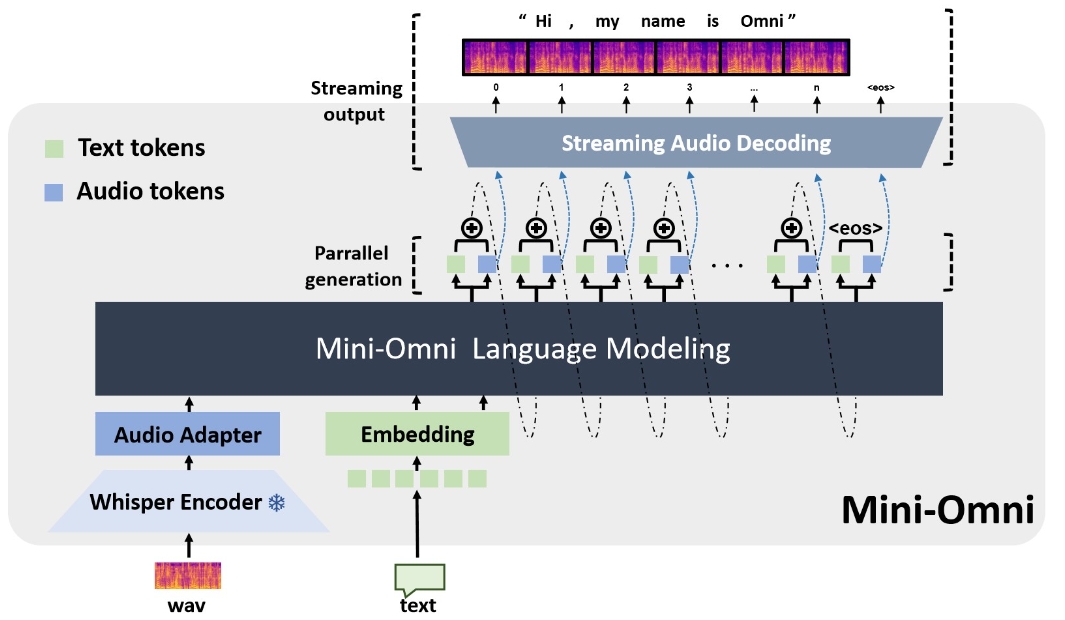 “ Hi , my name is Omni ”
0 1 2 3 ... n <eos>
Streaming
output
Streaming Audio Decoding
Text tokens
Audio tokens
<eos>
Parrallel
generation
. . .
Mini-Omni Language Modeling
Audio Adapter
Embedding
Whisper Encoder
Mini-Omni
wav
text